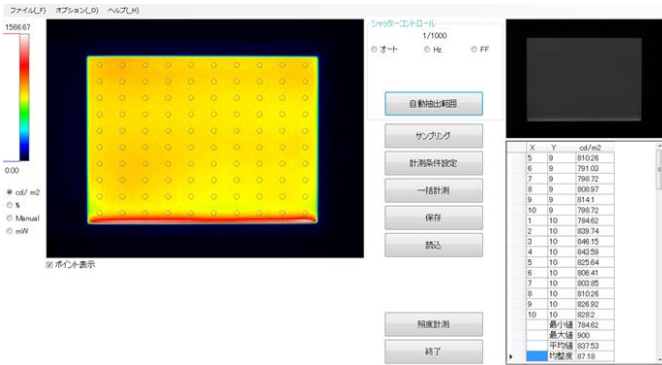 ファイル(_F) オプション(_O) ヘルプ(_H)
1566.67
0.00
cd/ m2
%
Manual
mW
ポイント表示
シャッターコントロール
1/1000
オート Hz FF
自動抽出範囲
サンプリング
計測条件設定
一括計測
保存
読込
照度計測
終了
X Y cd/m2
5 9 810.26
6 9 791.03
7 9 798.72
8 9 808.97
9 9 814.1
10 9 798.72
1 10 784.62
2 10 839.74
3 10 846.15
4 10 843.59
5 10 825.64
6 10 806.41
7 10 803.85
8 10 810.26
9 10 826.92
10 10 828.2
最小値 784.62
最大値 900
平均値 837.53
均整度 87.18